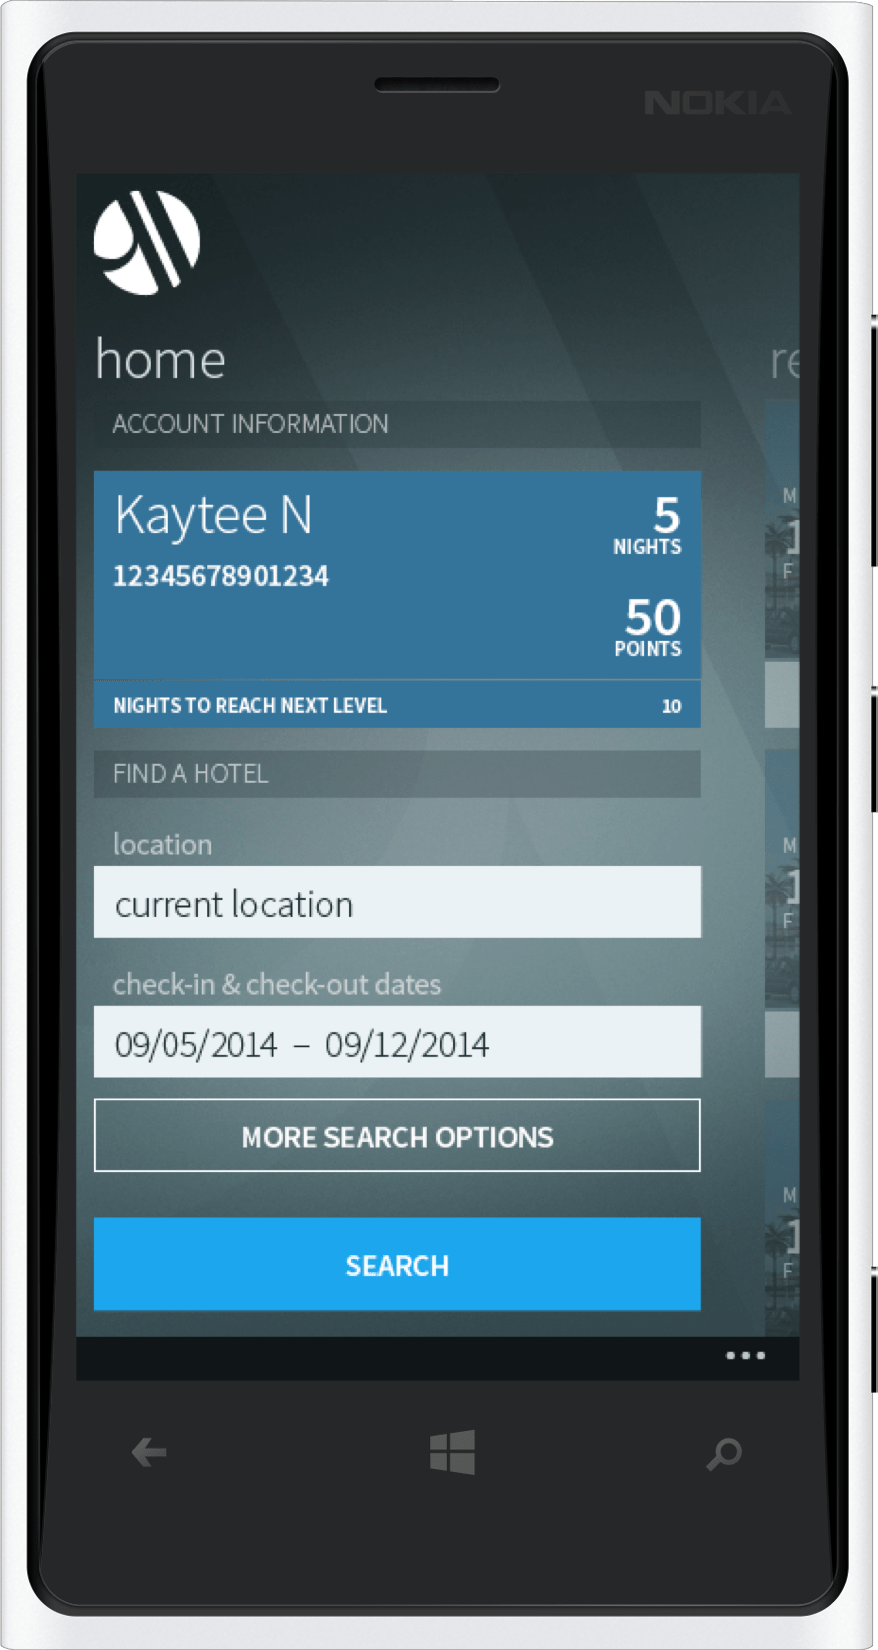 NOKIA
home
re
ACCOUNT INFORMATION
Kaytee N
5
NIGHTS
12345678901234
50
POINTS
NIGHTS TO REACH NEXT LEVEL 10
FIND A HOTEL
location
current location
check-in & check-out dates
09/05/2014 – 09/12/2014
MORE SEARCH OPTIONS
SEARCH
M
1
F
M
1
F
M
1
F